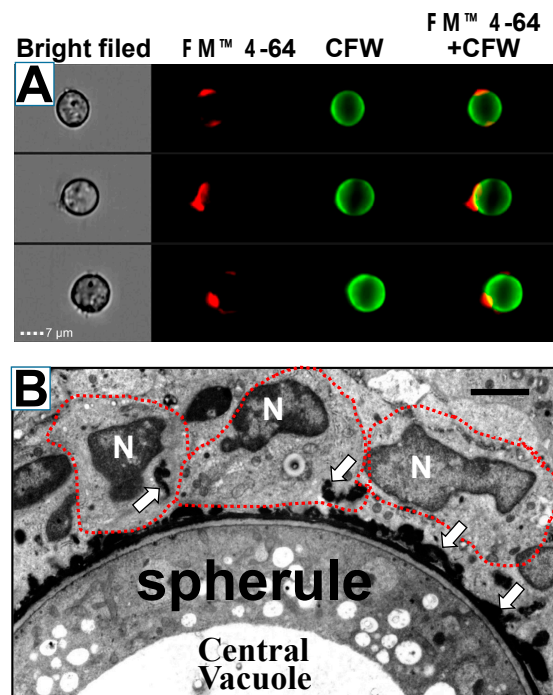 FM™ 4-64
Bright filed FM™ 4-64 CFW +CFW
A
7 µm
B
N N N
spherule
Central
Vacuole